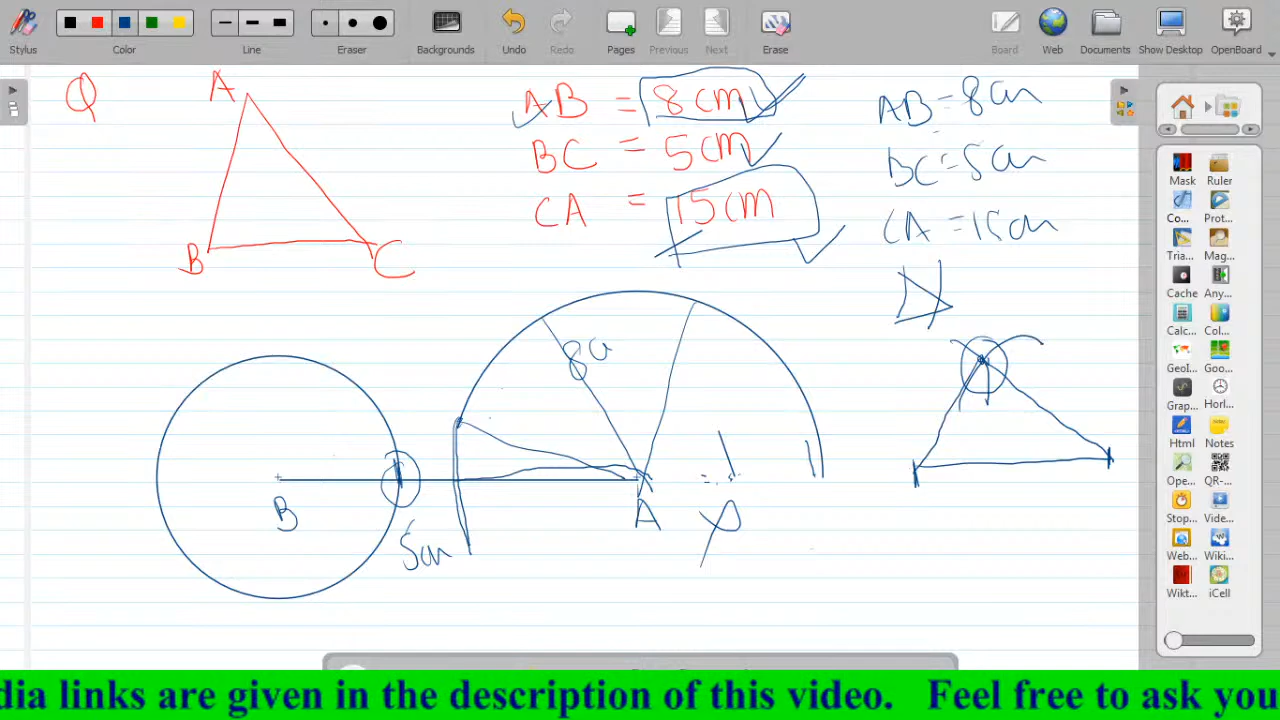 Stylus
Color
Line
Eraser
Backgrounds
Undo
Redo
Pages
Previous
Next
Erase
Board
Web
Documents
Show Desktop
OpenBoard
Q
A
B
C
AB = 8cm
BC = 5cm
CA = 15cm
AB = 8cm
BC = 5cm
CA = 15cm
8c
B
A
5cm
Mask
Ruler
Co...
Prot...
Tria...
Mag...
Cache
Any...
Calc...
Col...
Geol...
Goo...
Grap...
Horl...
Html
Notes
Ope...
QR-...
Stop...
Vide...
Web...
Wiki...
Wikt...
iCell
dia links are given in the description of this video. Feel free to ask you